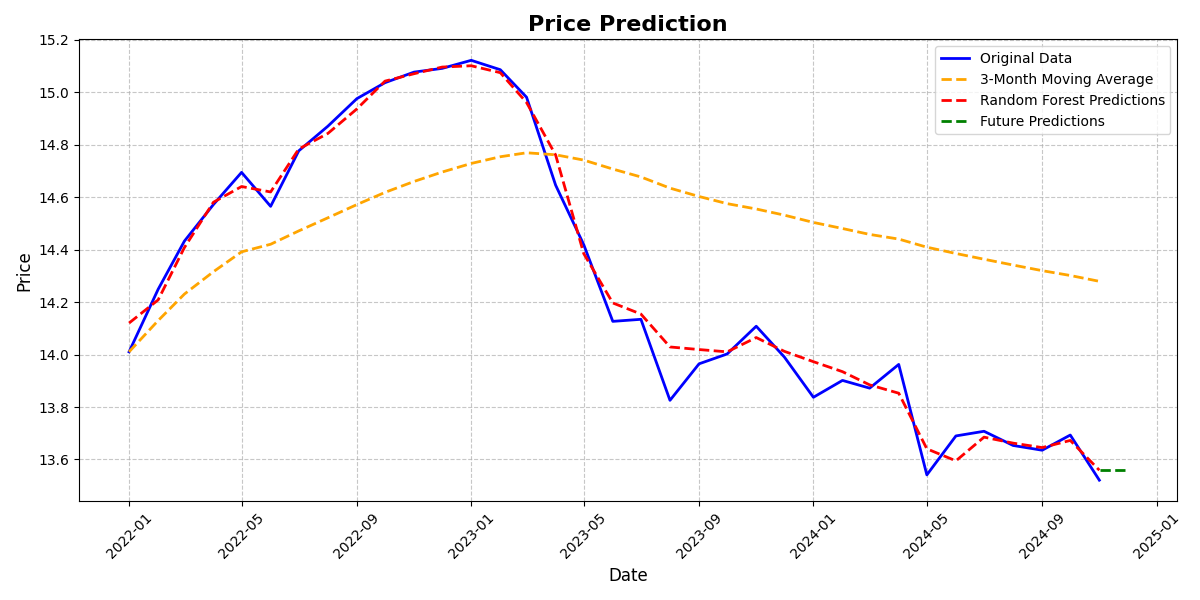 Price Prediction
Original Data
3-Month Moving Average
Random Forest Predictions
Future Predictions
Price
15.2
15.0
14.8
14.6
14.4
14.2
14.0
13.8
13.6
2022-01
2022-05
2022-09
2023-01
2023-05
2023-09
2024-01
2024-05
2024-09
2025-01
Date